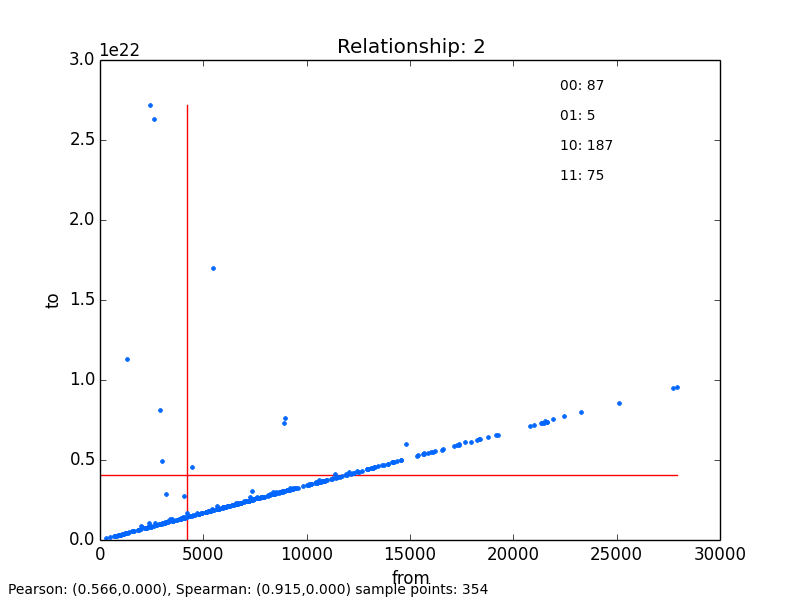 Relationship: 2
1e22
3.0
2.5
2.0
1.5
1.0
0.5
0.0
to
00: 87
01: 5
10: 187
11: 75
0 5000 10000 15000 20000 25000 30000
from
Pearson: (0.566,0.000), Spearman: (0.915,0.000) sample points: 354